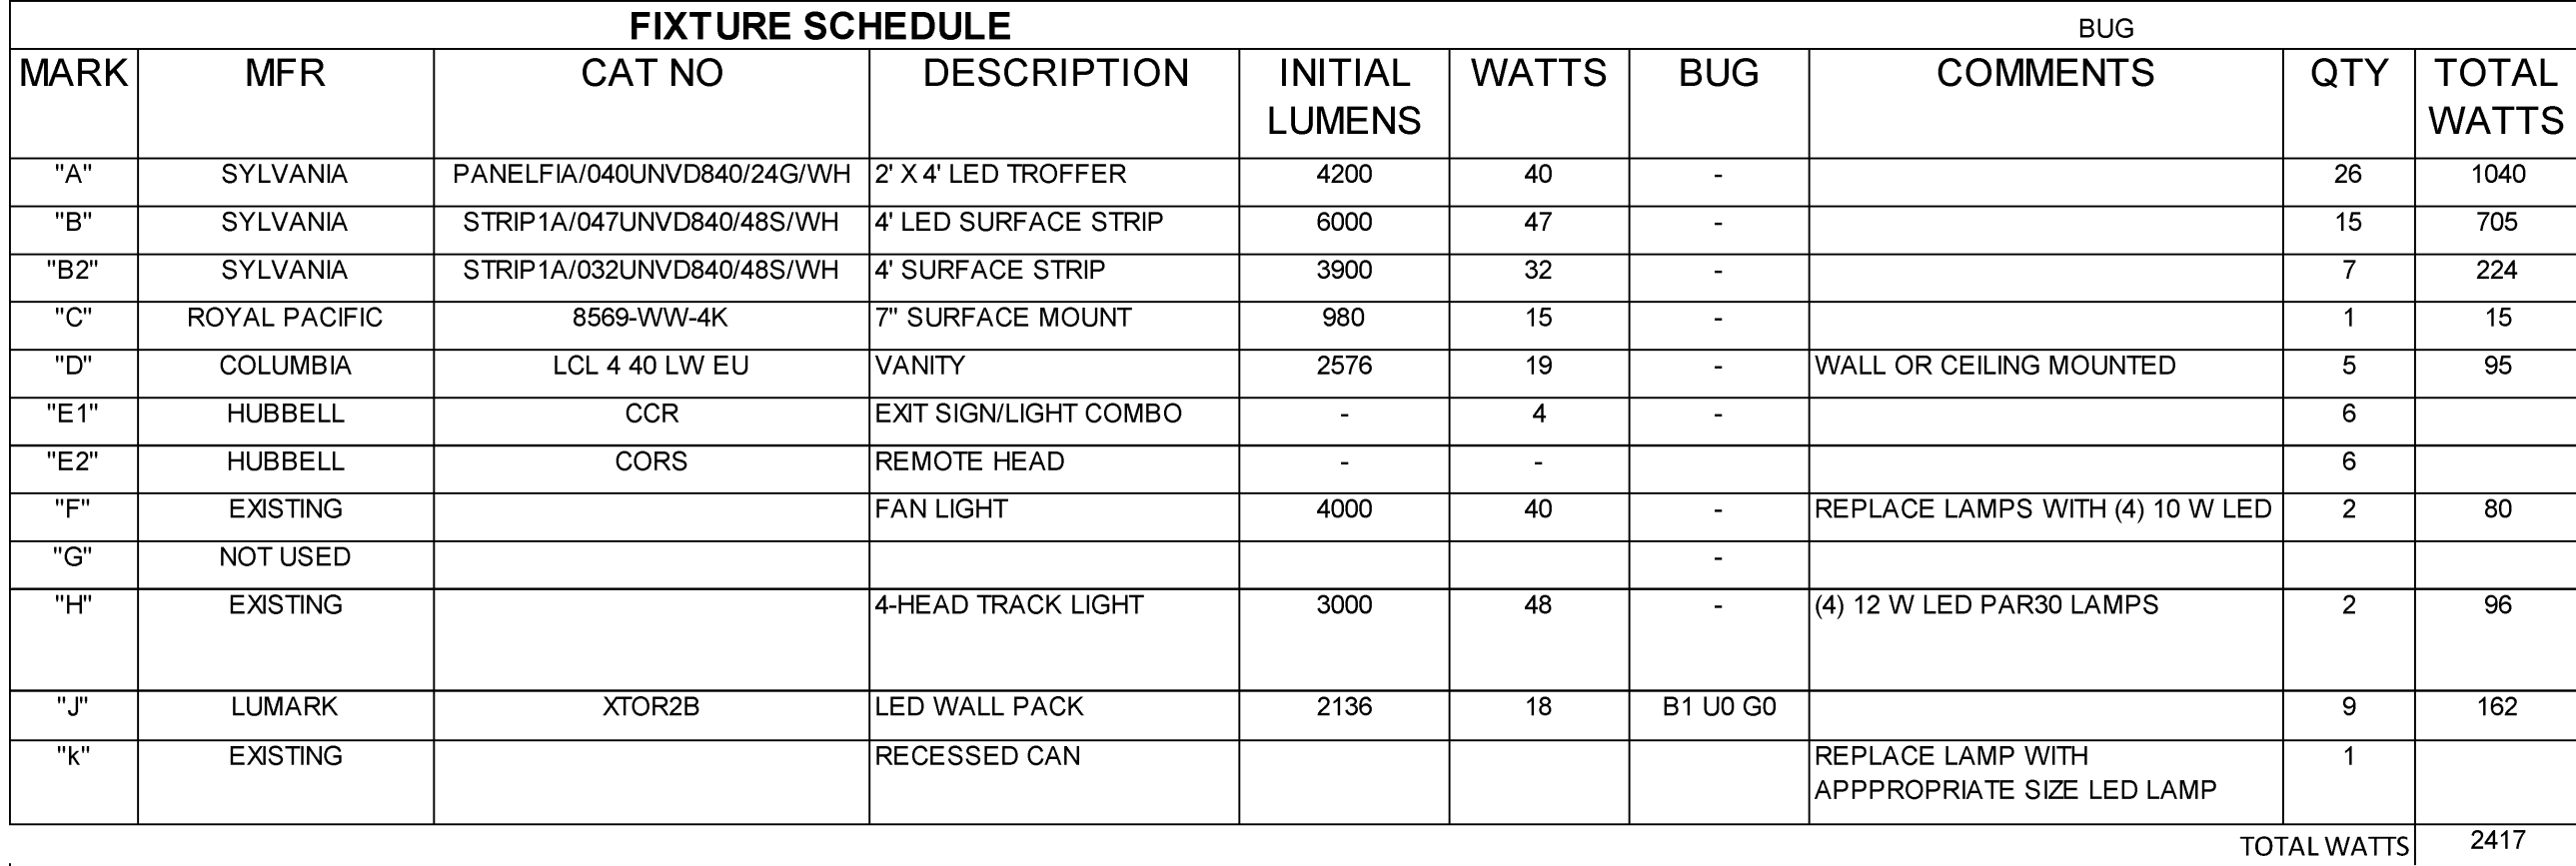 FIXTURE SCHEDULE BUG
MARK MFR CAT NO DESCRIPTION INITIAL LUMENS WATTS BUG COMMENTS QTY TOTAL WATTS
"A" SYLVANIA PANELFIA/040UNVD840/24G/WH 2' X 4' LED TROFFER 4200 40 - 26 1040
"B" SYLVANIA STRIP1A/047UNVD840/48S/WH 4' LED SURFACE STRIP 6000 47 - 15 705
"B2" SYLVANIA STRIP1A/032UNVD840/48S/WH 4' SURFACE STRIP 3900 32 - 7 224
"C" ROYAL PACIFIC 8569-WW-4K 7" SURFACE MOUNT 980 15 - 1 15
"D" COLUMBIA LCL 4 40 LW EU VANITY 2576 19 - WALL OR CEILING MOUNTED 5 95
"E1" HUBBELL CCR EXIT SIGN/LIGHT COMBO - 4 - 6
"E2" HUBBELL CORS REMOTE HEAD - - 6
"F" EXISTING FAN LIGHT 4000 40 - REPLACE LAMPS WITH (4) 10 W LED 2 80
"G" NOT USED -
"H" EXISTING 4-HEAD TRACK LIGHT 3000 48 - (4) 12 W LED PAR30 LAMPS 2 96
"J" LUMARK XTOR2B LED WALL PACK 2136 18 B1 U0 G0 9 162
"k" EXISTING RECESSED CAN REPLACE LAMP WITH 1
APPPROPRIATE SIZE LED LAMP
TOTAL WATTS 2417